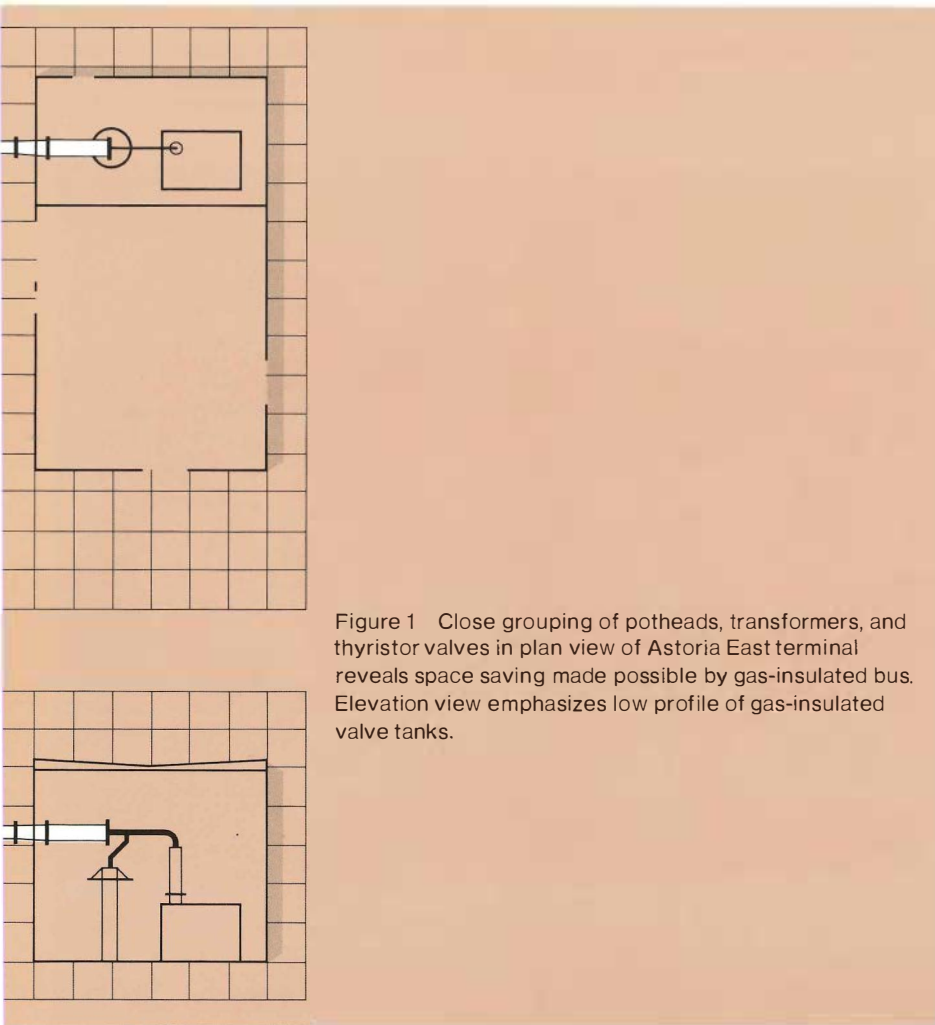 Figure 1 Close grouping of potheads, transformers, and
thyristor valves in plan view of Astoria East terminal
reveals space saving made possible by gas-insulated bus.
Elevation view emphasizes low profile of gas-insulated
valve tanks.